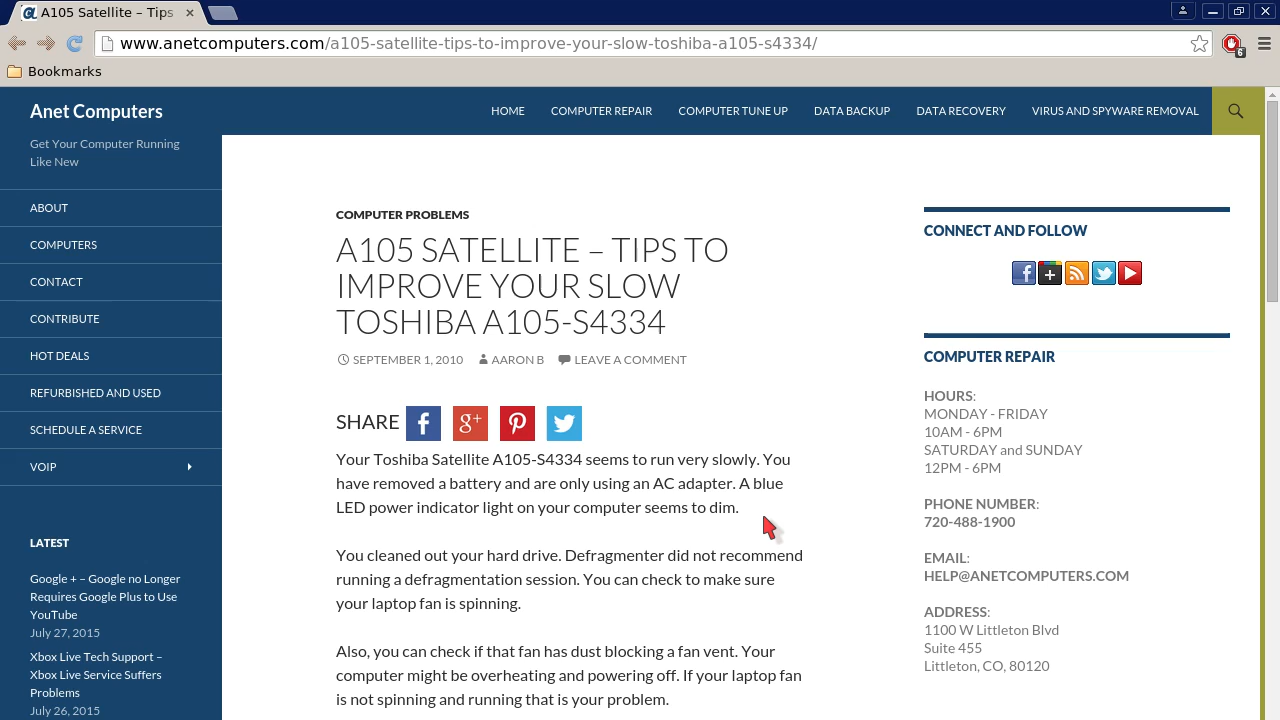 A105 Satellite – Tips
www.anetcomputers.com/a105-satellite-tips-to-improve-your-slow-toshiba-a105-s4334/
6
Bookmarks
Anet Computers
HOME COMPUTER REPAIR COMPUTER TUNE UP DATA BACKUP DATA RECOVERY VIRUS AND SPYWARE REMOVAL
Get Your Computer Running
Like New
ABOUT
COMPUTERS
CONTACT
CONTRIBUTE
HOT DEALS
REFURBISHED AND USED
SCHEDULE A SERVICE
VOIP
LATEST
Google + – Google no Longer
Requires Google Plus to Use
YouTube
July 27, 2015
Xbox Live Tech Support –
Xbox Live Service Suffers
Problems
July 26, 2015
COMPUTER PROBLEMS
A105 SATELLITE – TIPS TO
IMPROVE YOUR SLOW
TOSHIBA A105-S4334
SEPTEMBER 1, 2010 AARON B LEAVE A COMMENT
SHARE
Your Toshiba Satellite A105-S4334 seems to run very slowly. You
have removed a battery and are only using an AC adapter. A blue
LED power indicator light on your computer seems to dim.
You cleaned out your hard drive. Defragmenter did not recommend
running a defragmentation session. You can check to make sure
your laptop fan is spinning.
Also, you can check if that fan has dust blocking a fan vent. Your
computer might be overheating and powering off. If your laptop fan
is not spinning and running that is your problem.
CONNECT AND FOLLOW
COMPUTER REPAIR
HOURS:
MONDAY - FRIDAY
10AM - 6PM
SATURDAY and SUNDAY
12PM - 6PM
PHONE NUMBER:
720-488-1900
EMAIL:
HELP@ANETCOMPUTERS.COM
ADDRESS:
1100 W Littleton Blvd
Suite 455
Littleton, CO, 80120